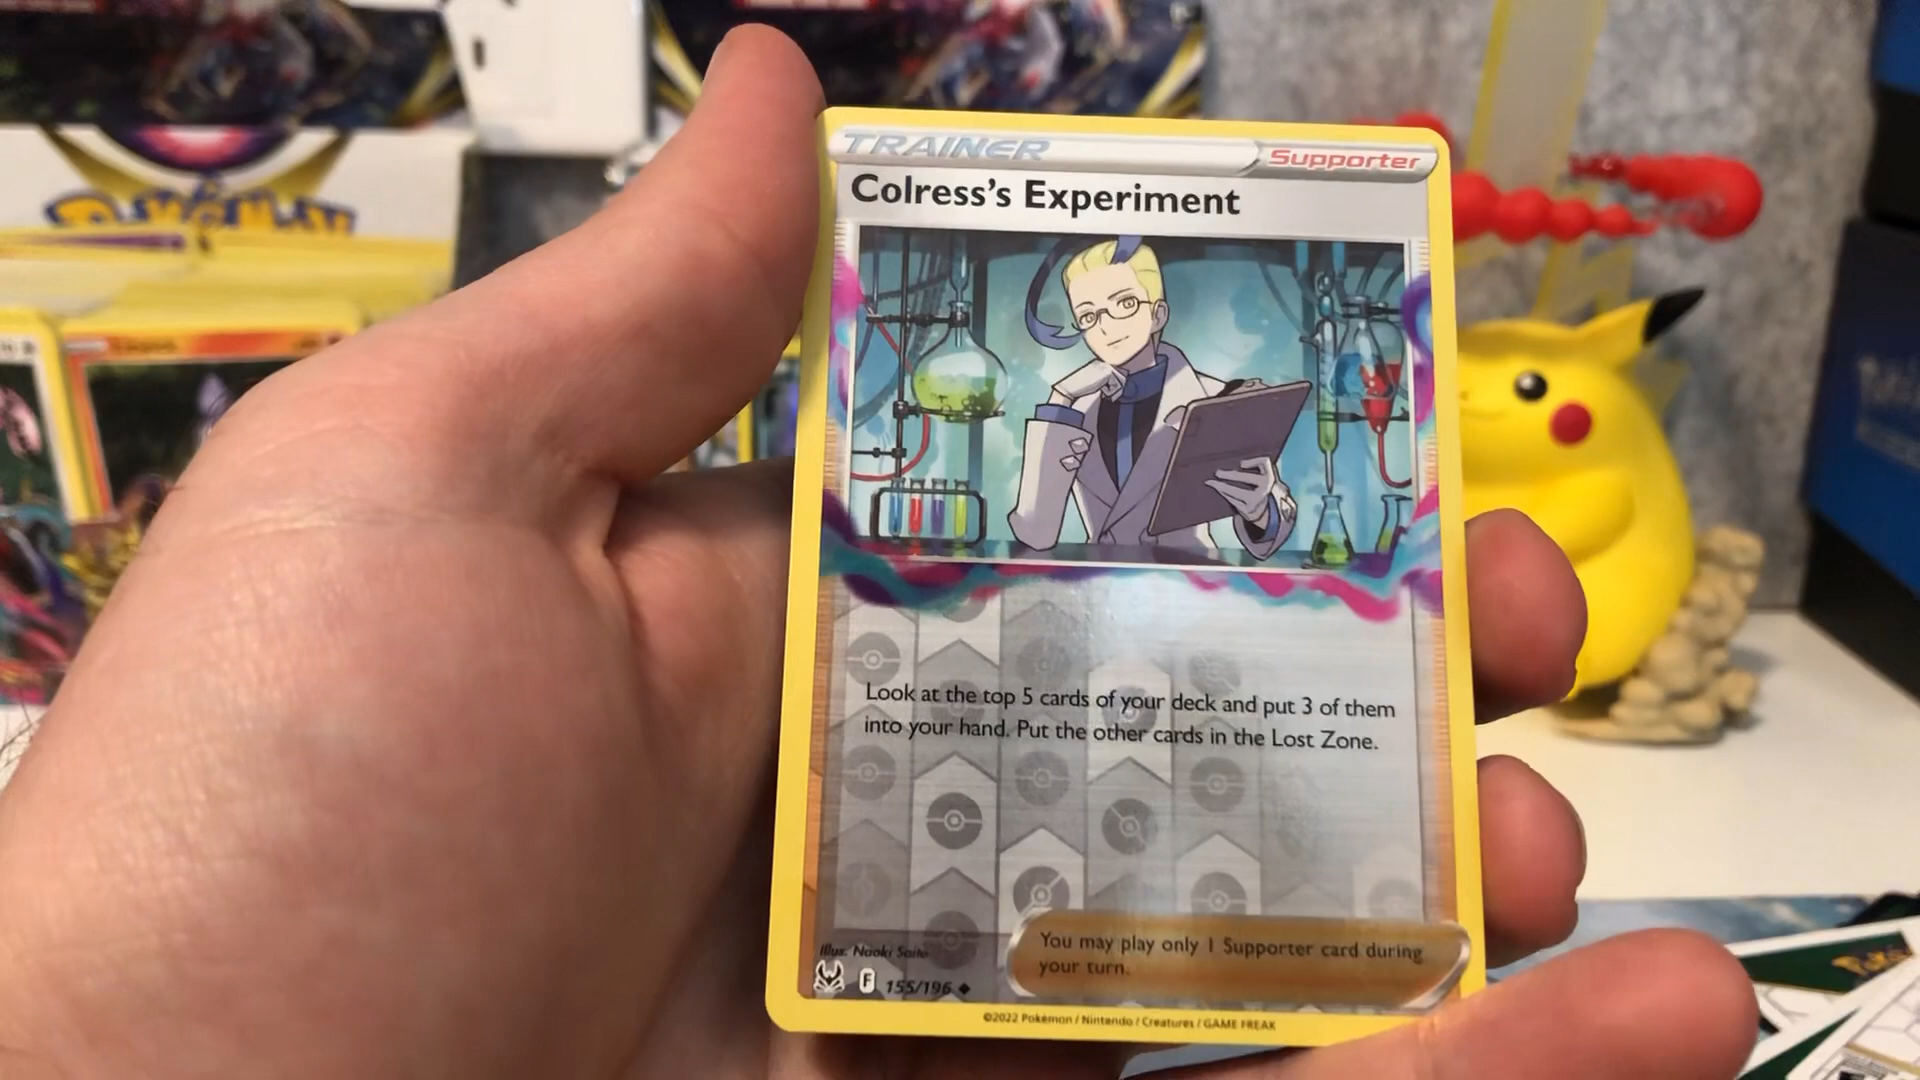 TRAINER
Supporter
Colress's Experiment
Look at the top 5 cards of your deck and put 3 of them
into your hand. Put the other cards in the Lost Zone.
You may play only 1 Supporter card during
your turn.
Illus. Naoki Saito
F 155/196
©2022 Pokémon / Nintendo / Creatures / GAME FREAK
POKÉMON